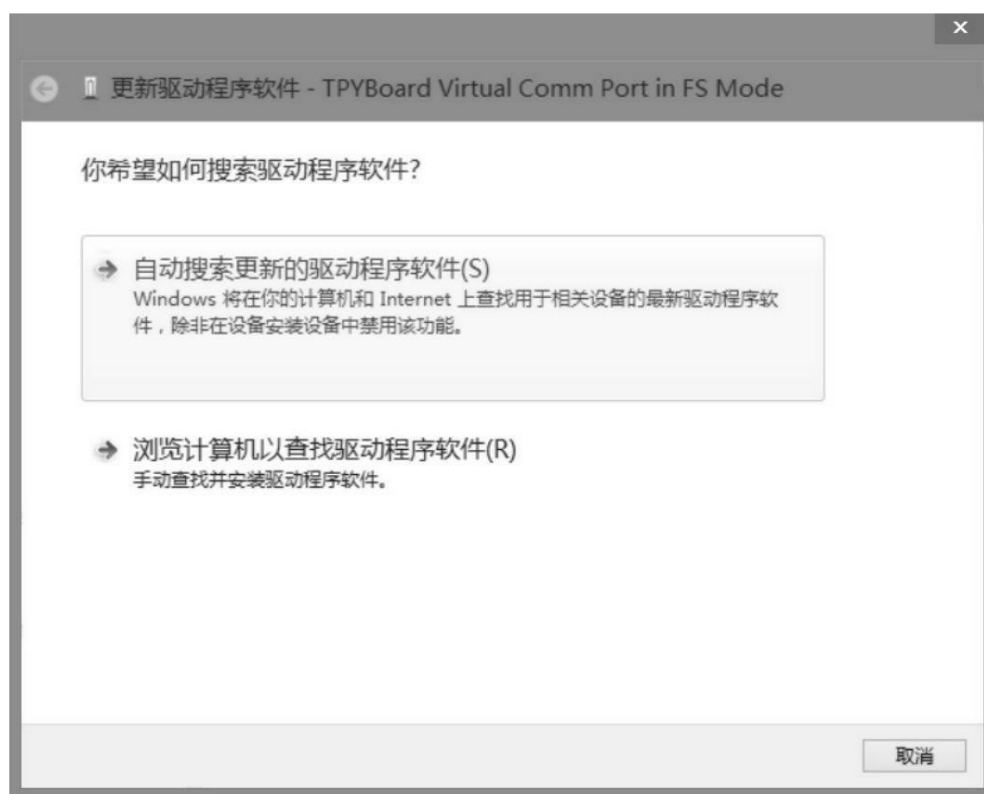 更新驱动程序软件 - TPYBoard Virtual Comm Port in FS Mode
你希望如何搜索驱动程序软件?
自动搜索更新的驱动程序软件(S)
Windows 将在你的计算机和 Internet 上查找用于相关设备的最新驱动程序软
件，除非在设备安装设备中禁用该功能。
浏览计算机以查找驱动程序软件(R)
手动查找并安装驱动程序软件。
取消